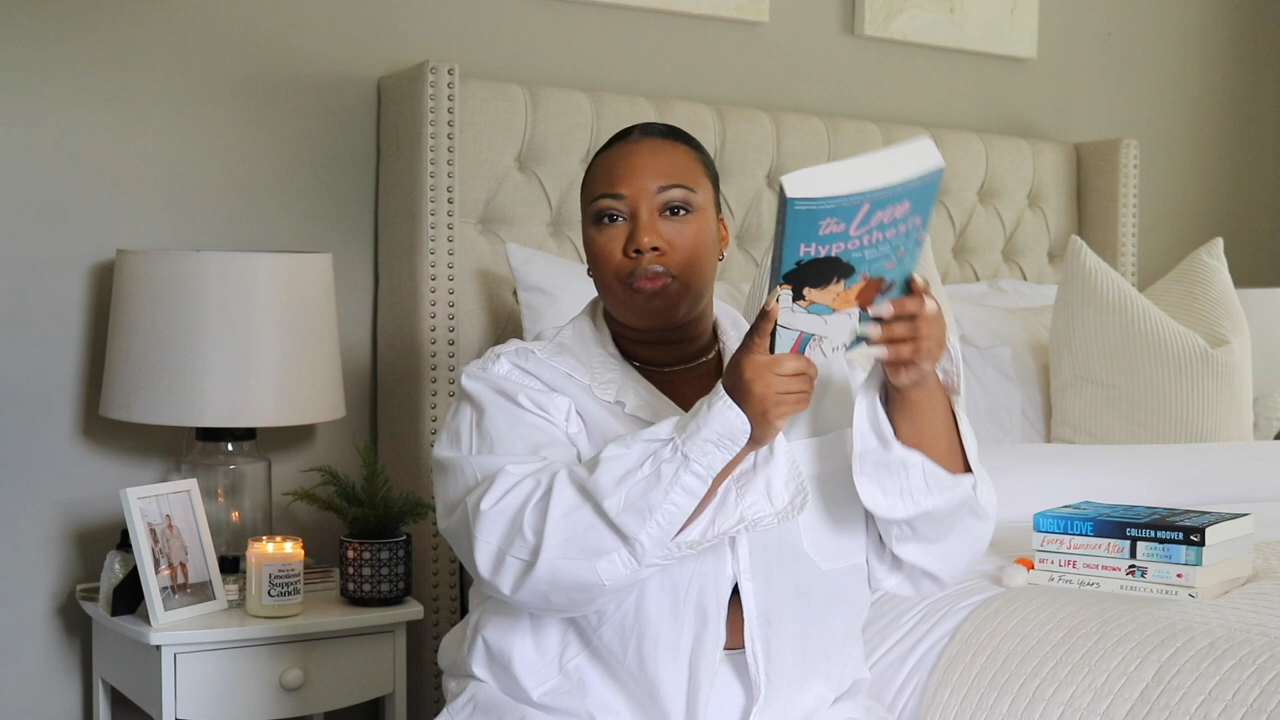 the Love
Hypothesis
This is my
Emotional
Support
Candle
UGLY LOVE COLLEEN HOOVER
Every Summer After CARLEY FORTUNE
GET A LIFE, CHLOE BROWN
In Five Years REBECCA SERLE